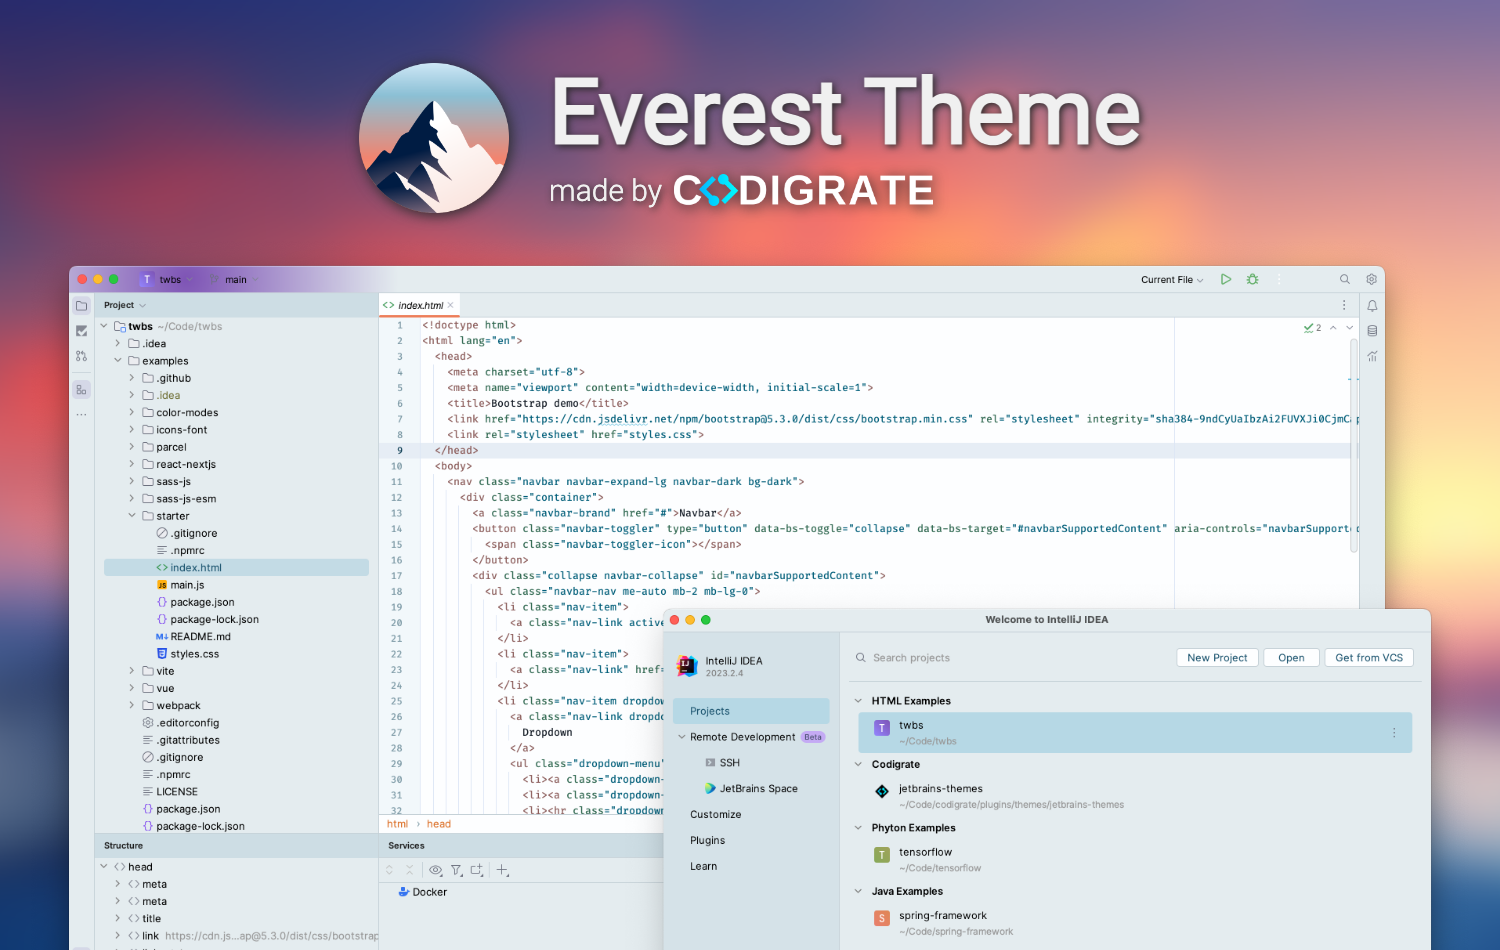 Everest Theme
made by CODIGRATE
T twbs
main
Current File
Project
twbs ~/Code/twbs
.idea
examples
.github
.idea
color-modes
icons-font
parcel
react-nextjs
sass-js
sass-js-esm
starter
.gitignore
.npmrc
index.html
JS main.js
package.json
package-lock.json
M↓ README.md
styles.css
vite
vue
webpack
.editorconfig
.gitattributes
.gitignore
.npmrc
LICENSE
package.json
package-lock.json
Structure
head
meta
meta
title
link https://cdn.js...ap@5.3.0/dist/css/bootstrap
index.html
2
1 <!doctype html>
2 <html lang="en">
3 <head>
4 <meta charset="utf-8">
5 <meta name="viewport" content="width=device-width, initial-scale=1">
6 <title>Bootstrap demo</title>
7 <link href="https://cdn.jsdelivr.net/npm/bootstrap@5.3.0/dist/css/bootstrap.min.css" rel="stylesheet" integrity="sha384-9ndCyUaIbzAi2FUVXJi0CjmC
8 <link rel="stylesheet" href="styles.css">
9 </head>
10 <body>
11 <nav class="navbar navbar-expand-lg navbar-dark bg-dark">
12 <div class="container">
13 <a class="navbar-brand" href="#">Navbar</a>
14 <button class="navbar-toggler" type="button" data-bs-toggle="collapse" data-bs-target="#navbarSupportedContent" aria-controls="navbarSupporte
15 <span class="navbar-toggler-icon"></span>
16 </button>
17 <div class="collapse navbar-collapse" id="navbarSupportedContent">
18 <ul class="navbar-nav me-auto mb-2 mb-lg-0">
19 <li class="nav-item">
20 <a class="nav-link active
21 </li>
22 <li class="nav-item">
23 <a class="nav-link" href=
24 </li>
25 <li class="nav-item dropdow
26 <a class="nav-link dropdo
27 Dropdown
28 </a>
29 <ul class="dropdown-menu"
30 <li><a class="dropdown-
31 <li><a class="dropdown-
32 <li><hr class="dropdown
html › head
Services
Docker
Welcome to IntelliJ IDEA
IntelliJ IDEA
2023.2.4
Projects
Remote Development Beta
SSH
JetBrains Space
Customize
Plugins
Learn
Search projects
New Project
Open
Get from VCS
HTML Examples
T twbs
~/Code/twbs
Codigrate
jetbrains-themes
~/Code/codigrate/plugins/themes/jetbrains-themes
Phyton Examples
T tensorflow
~/Code/tensorflow
Java Examples
S spring-framework
~/Code/spring-framework